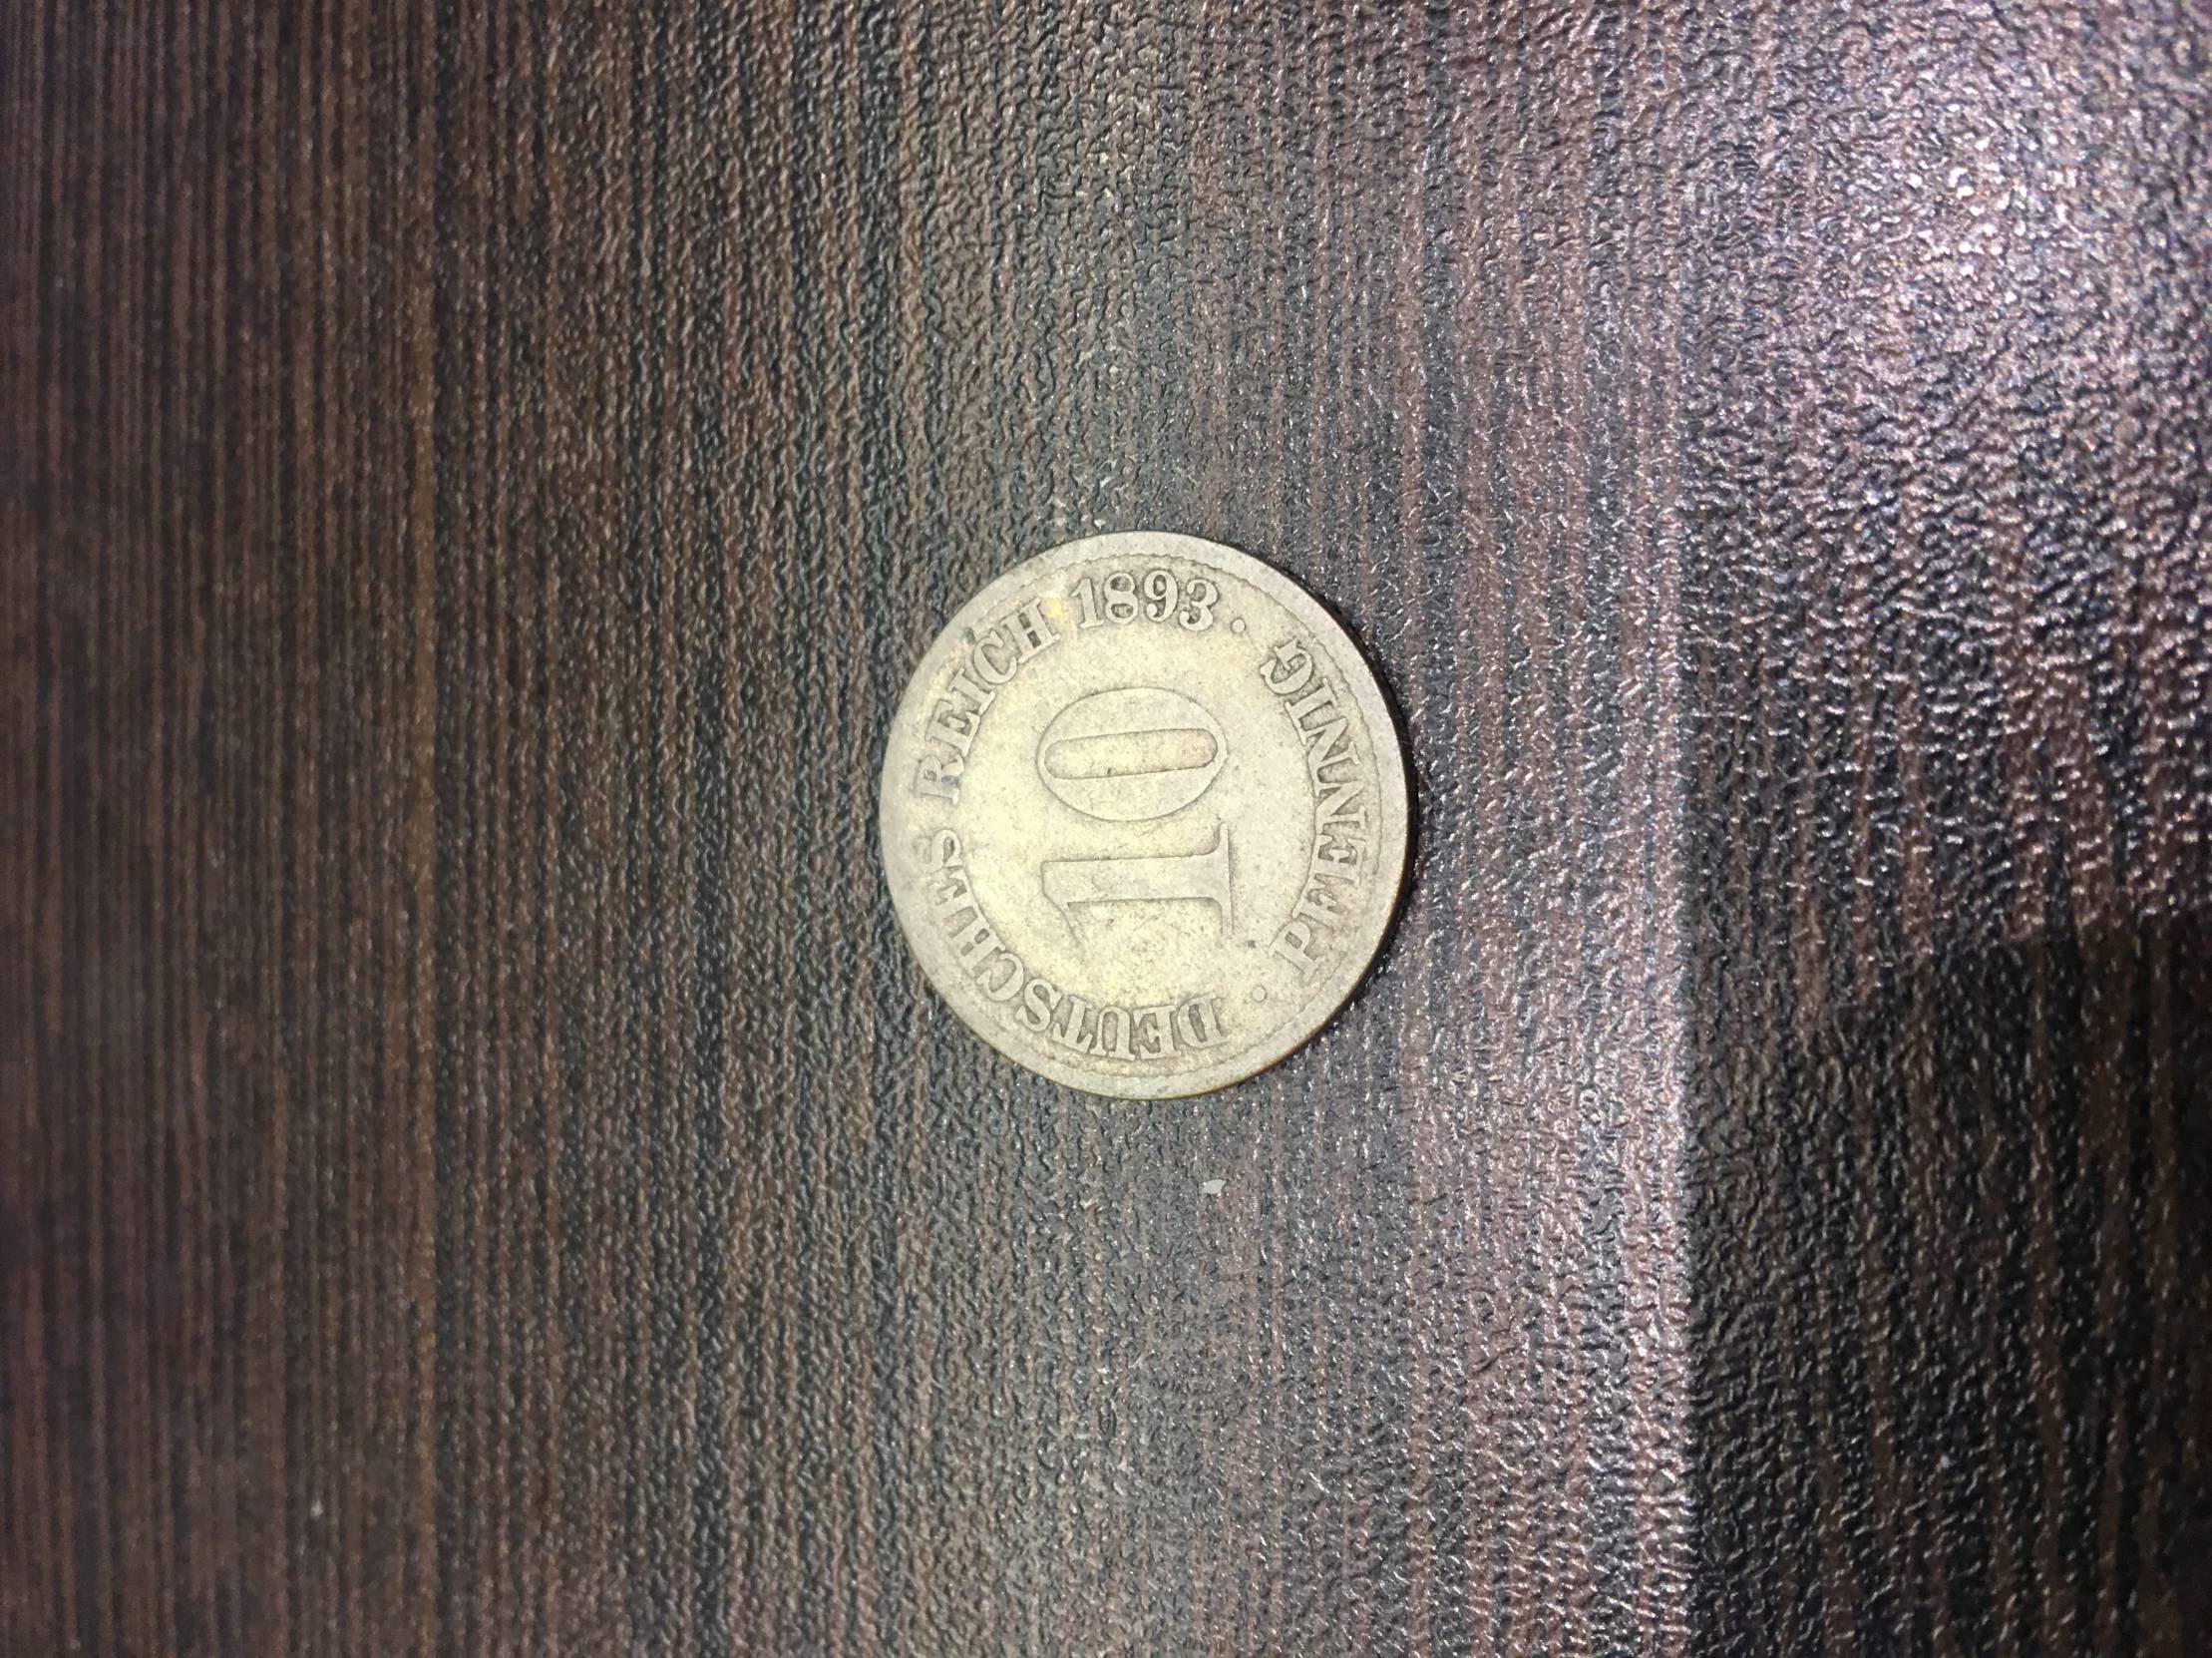 DEUTSCHES REICH 1893 ·
10
· PFENNIG